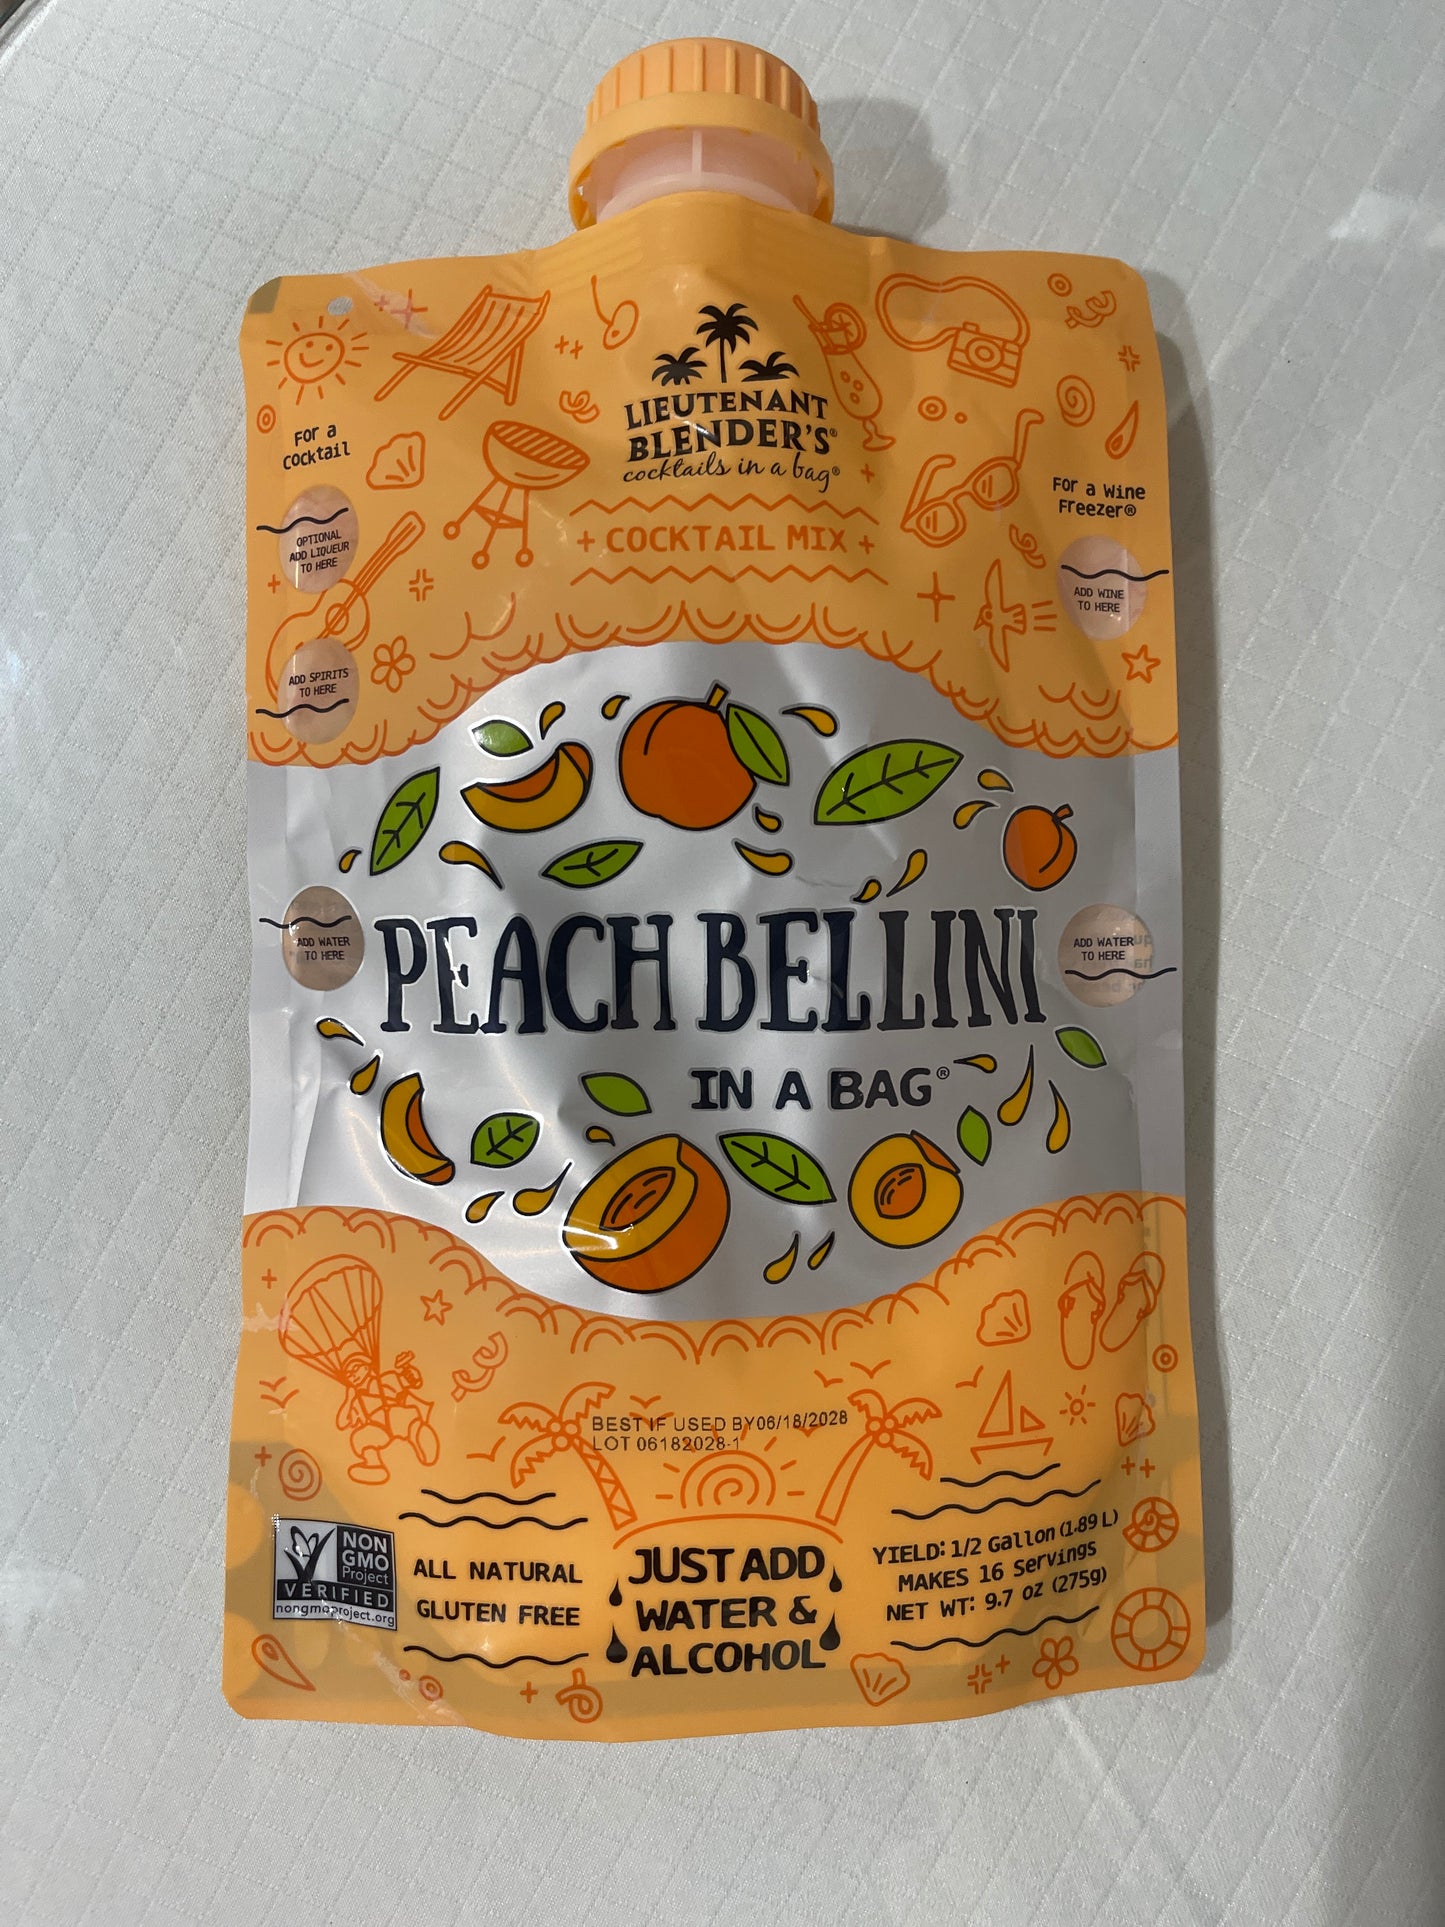 LIEUTENANT
BLENDER'S®
cocktails in a bag®
+ COCKTAIL MIX +
For a
Cocktail
OPTIONAL
ADD LIQUEUR
TO HERE
ADD SPIRITS
TO HERE
ADD WATER
TO HERE
For a Wine
Freezer®
ADD WINE
TO HERE
ADD WATER
TO HERE
PEACH BELLINI
IN A BAG®
BEST IF USED BY06/18/2028
LOT 06182028-1
NON
GMO
Project
VERIFIED
nongmoproject.org
ALL NATURAL
GLUTEN FREE
JUST ADD
WATER &
ALCOHOL
YIELD: 1/2 Gallon (1.89 L)
MAKES 16 Servings
NET WT: 9.7 oz (275g)